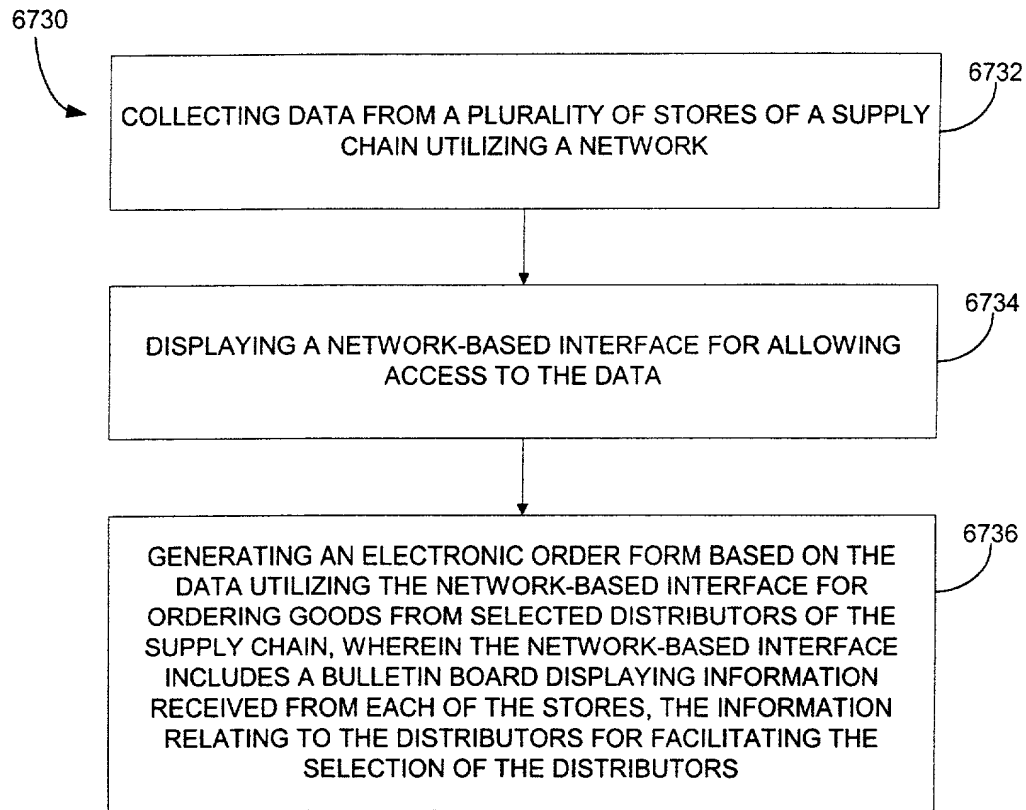 6730
6732
COLLECTING DATA FROM A PLURALITY OF STORES OF A SUPPLY
CHAIN UTILIZING A NETWORK
6734
DISPLAYING A NETWORK-BASED INTERFACE FOR ALLOWING
ACCESS TO THE DATA
6736
GENERATING AN ELECTRONIC ORDER FORM BASED ON THE
DATA UTILIZING THE NETWORK-BASED INTERFACE FOR
ORDERING GOODS FROM SELECTED DISTRIBUTORS OF THE
SUPPLY CHAIN, WHEREIN THE NETWORK-BASED INTERFACE
INCLUDES A BULLETIN BOARD DISPLAYING INFORMATION
RECEIVED FROM EACH OF THE STORES, THE INFORMATION
RELATING TO THE DISTRIBUTORS FOR FACILITATING THE
SELECTION OF THE DISTRIBUTORS